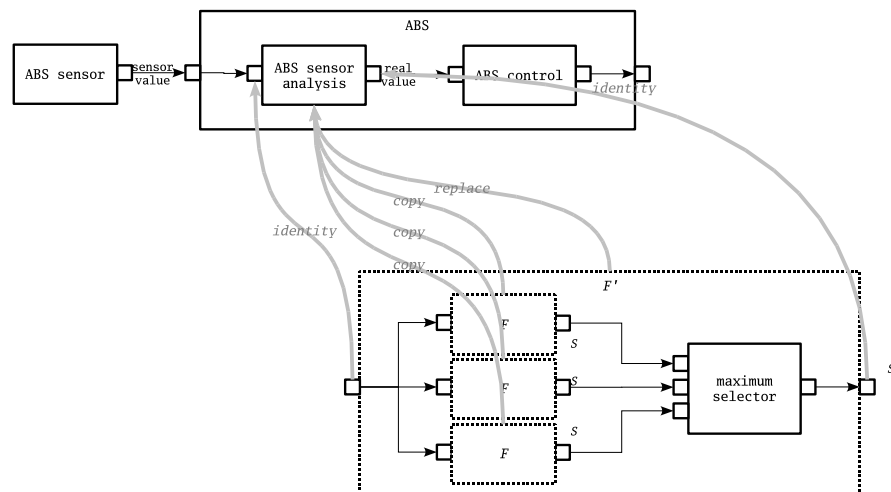 ABS
ABS sensor
sensor
value
ABS sensor
analysis
real
value
ABS control
identity
replace
copy
identity
copy
copy
F'
F
S
S
F
S
maximum
selector
S
F